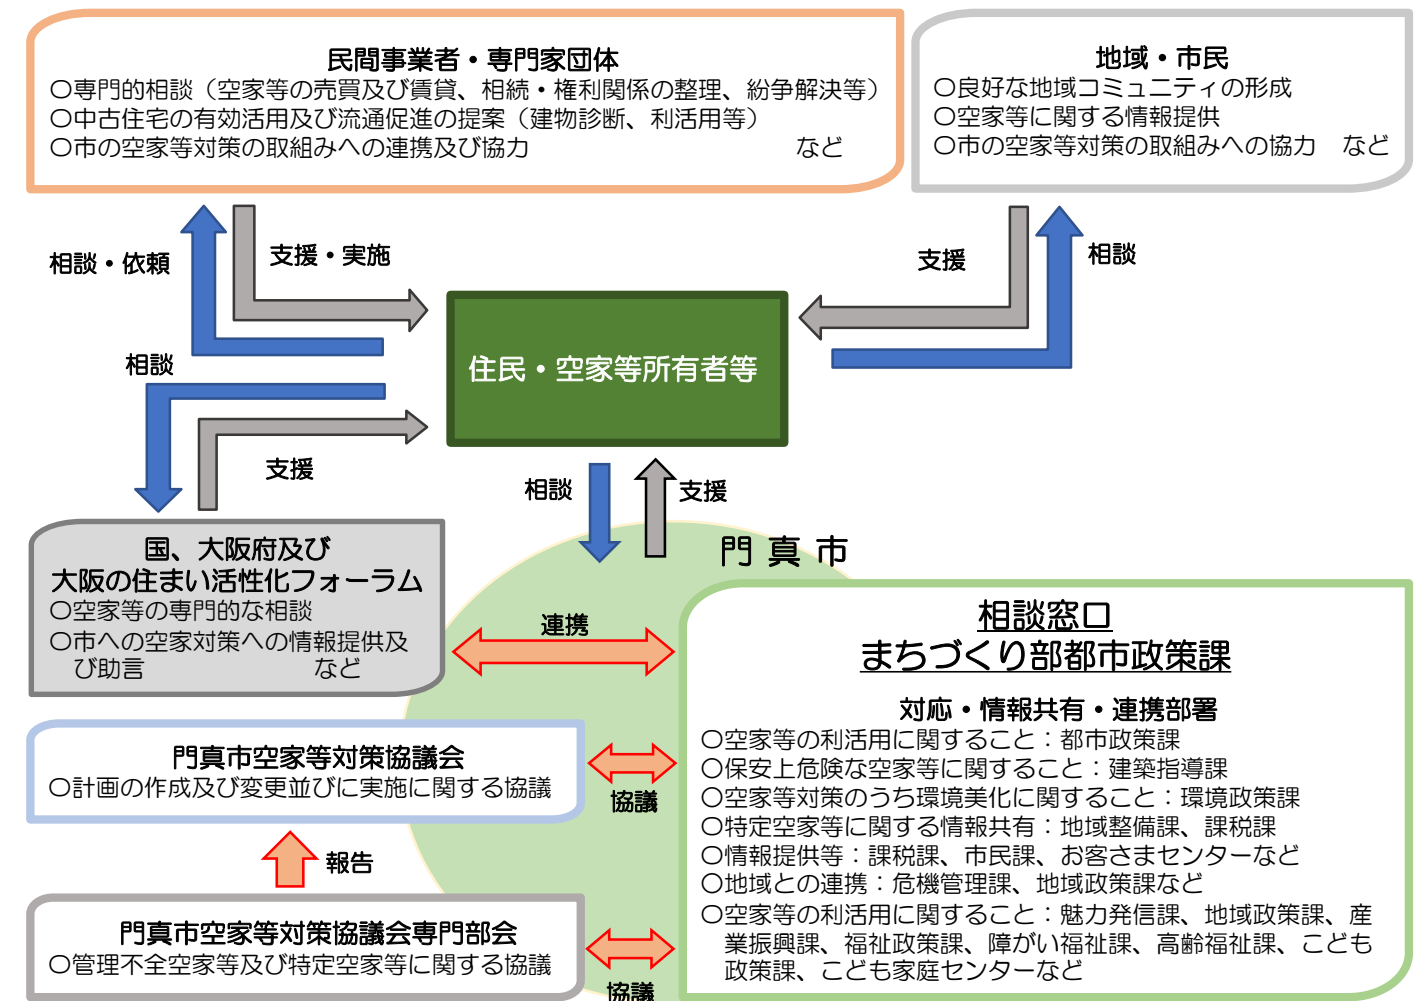 民間事業者・専門家団体
〇専門的相談（空家等の売買及び賃貸、相続・権利関係の整理、紛争解決等）
〇中古住宅の有効活用及び流通促進の提案（建物診断、利活用等）
〇市の空家等対策の取組みへの連携及び協力　など
地域・市民
〇良好な地域コミュニティの形成
〇空家等に関する情報提供
〇市の空家等対策の取組みへの協力　など
相談・依頼
支援・実施
支援
相談
相談
住民・空家等所有者等
支援
相談
支援
国、大阪府及び
大阪の住まい活性化フォーラム
〇空家等の専門的な相談
〇市への空家対策への情報提供及
び助言　など
門真市
連携
相談窓口
まちづくり部都市政策課
対応・情報共有・連携部署
〇空家等の利活用に関すること：都市政策課
〇保安上危険な空家等に関すること：建築指導課
〇空家等対策のうち環境美化に関すること：環境政策課
〇特定空家等に関する情報共有：地域整備課、課税課
〇情報提供等：課税課、市民課、お客さまセンターなど
〇地域との連携：危機管理課、地域政策課など
〇空家等の利活用に関すること：魅力発信課、地域政策課、産
業振興課、福祉政策課、障がい福祉課、高齢福祉課、こども
政策課、こども家庭センターなど
門真市空家等対策協議会
〇計画の作成及び変更並びに実施に関する協議
協議
報告
門真市空家等対策協議会専門部会
〇管理不全空家等及び特定空家等に関する協議
協議